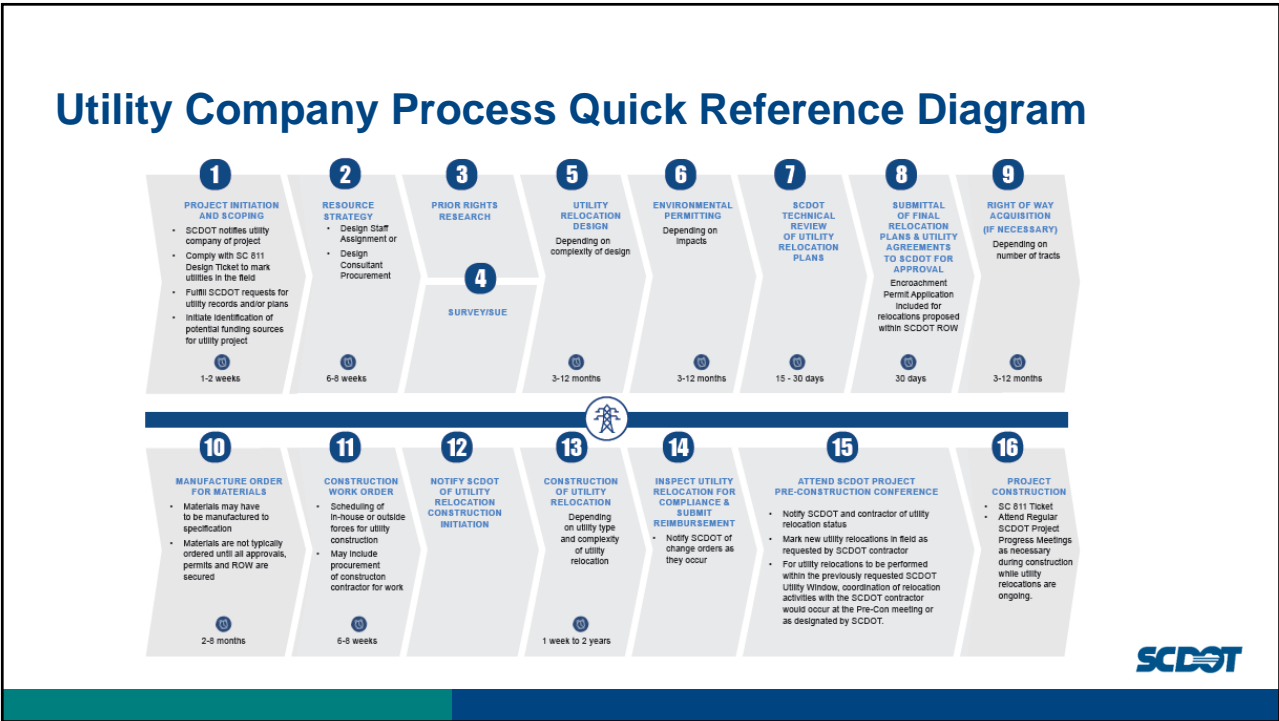 Utility Company Process Quick Reference Diagram
1
PROJECT INITIATION
AND SCOPING
• SCDOT notifies utility
company of project
• Comply with SC 811
Design Ticket to mark
utilities in the field
• Fulfill SCDOT requests for
utility records and/or plans
• Initiate identification of
potential funding sources
for utility project
1-2 weeks
2
RESOURCE
STRATEGY
• Design Staff
Assignment or
• Design
Consultant
Procurement
6-8 weeks
3
PRIOR RIGHTS
RESEARCH
4
SURVEY/SUE
5
UTILITY
RELOCATION
DESIGN
Depending on
complexity of design
3-12 months
6
ENVIRONMENTAL
PERMITTING
Depending on
impacts
3-12 months
7
SCDOT
TECHNICAL
REVIEW
OF UTILITY
RELOCATION
PLANS
15 - 30 days
8
SUBMITTAL
OF FINAL
RELOCATION
PLANS & UTILITY
AGREEMENTS
TO SCDOT FOR
APPROVAL
Encroachment
Permit Application
included for
relocations proposed
within SCDOT ROW
30 days
9
RIGHT OF WAY
ACQUISITION
(IF NECESSARY)
Depending on
number of tracts
3-12 months
10
MANUFACTURE ORDER
FOR MATERIALS
• Materials may have
to be manufactured to
specification
• Materials are not typically
ordered until all approvals,
permits and ROW are
secured
2-8 months
11
CONSTRUCTION
WORK ORDER
• Scheduling of
in-house or outside
forces for utility
construction
• May include
procurement
of constructon
contractor for work
6-8 weeks
12
NOTIFY SCDOT
OF UTILITY
RELOCATION
CONSTRUCTION
INITIATION
13
CONSTRUCTION
OF UTILITY
RELOCATION
Depending
on utility type
and complexity
of utility
relocation
1 week to 2 years
14
INSPECT UTILITY
RELOCATION FOR
COMPLIANCE &
SUBMIT
REIMBURSEMENT
• Notify SCDOT of
change orders as
they occur
15
ATTEND SCDOT PROJECT
PRE-CONSTRUCTION CONFERENCE
• Notify SCDOT and contractor of utility
relocation status
• Mark new utility relocations in field as
requested by SCDOT contractor
• For utility relocations to be performed
within the previously requested SCDOT
Utility Window, coordination of relocation
activities with the SCDOT contractor
would occur at the Pre-Con meeting or
as designated by SCDOT.
16
PROJECT
CONSTRUCTION
• SC 811 Ticket
• Attend Regular
SCDOT Project
Progress Meetings
as necessary
during construction
while utility
relocations are
ongoing.
SCDOT